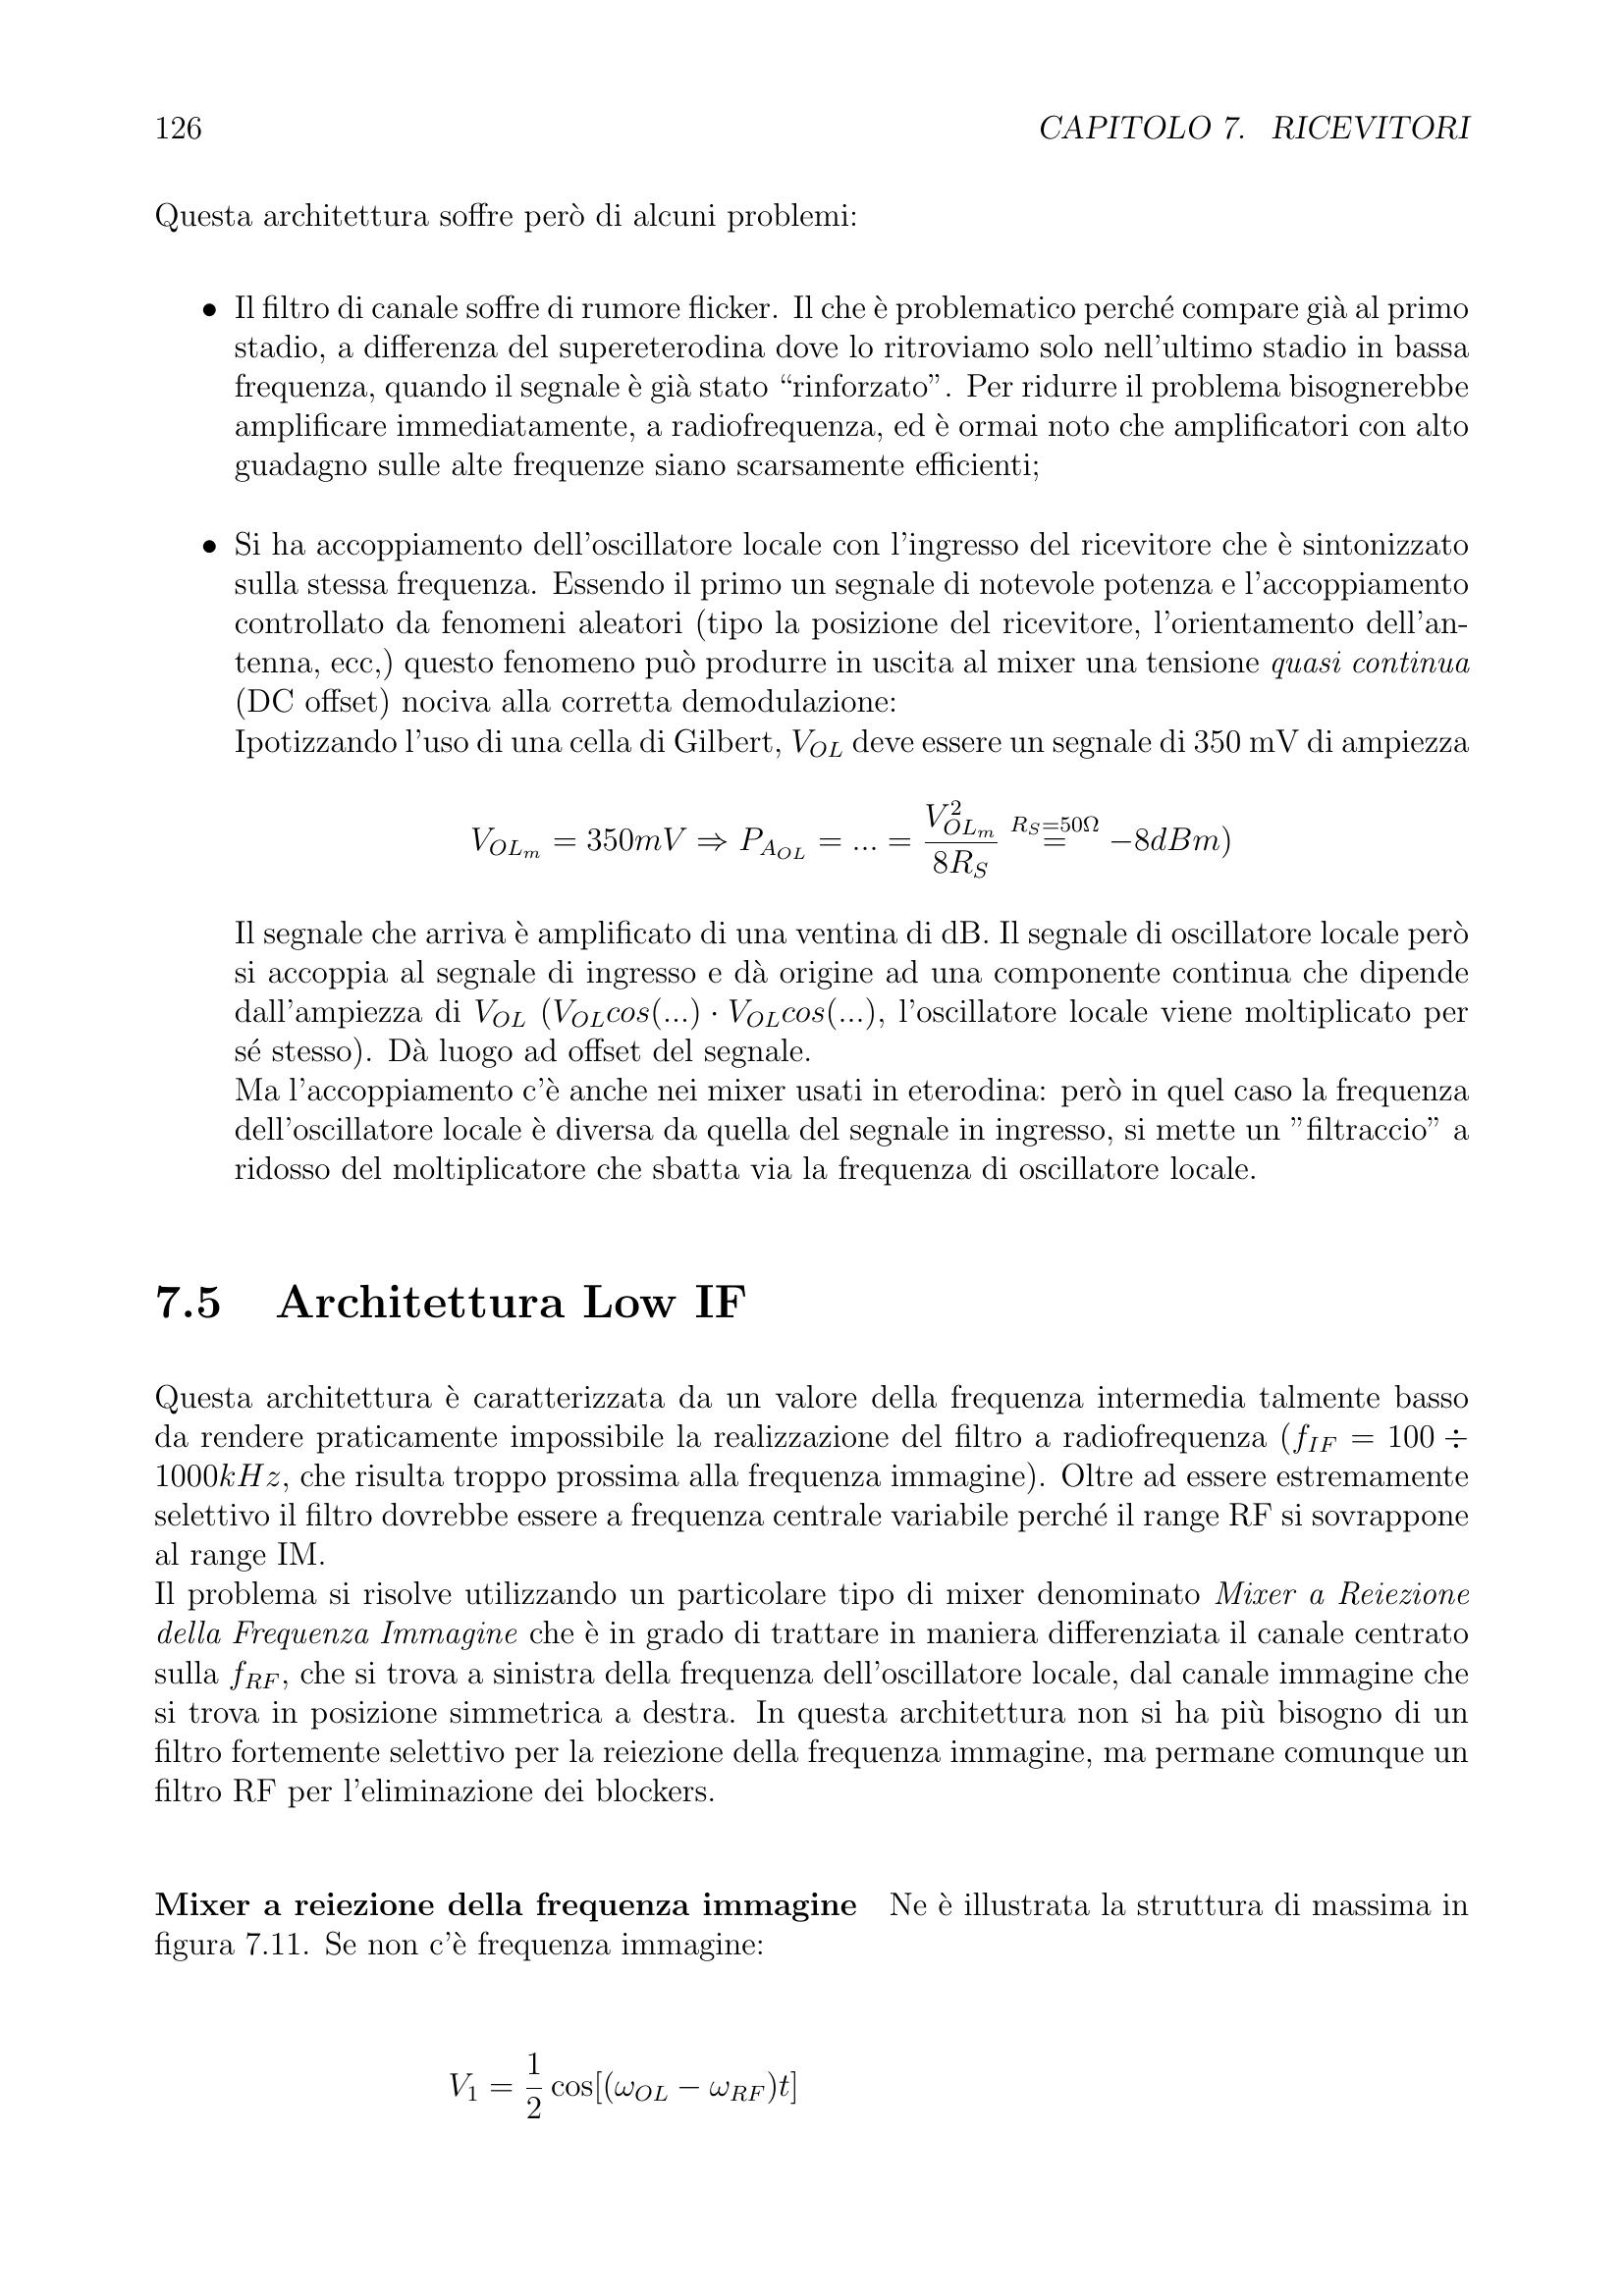 126 CAPITOLO 7. RICEVITORI
Questa architettura soffre però di alcuni problemi:
• Il filtro di canale soffre di rumore flicker. Il che è problematico perché compare già al primo
stadio, a differenza del supereterodina dove lo ritroviamo solo nell'ultimo stadio in bassa
frequenza, quando il segnale è già stato “rinforzato”. Per ridurre il problema bisognerebbe
amplificare immediatamente, a radiofrequenza, ed è ormai noto che amplificatori con alto
guadagno sulle alte frequenze siano scarsamente efficienti;
• Si ha accoppiamento dell'oscillatore locale con l'ingresso del ricevitore che è sintonizzato
sulla stessa frequenza. Essendo il primo un segnale di notevole potenza e l'accoppiamento
controllato da fenomeni aleatori (tipo la posizione del ricevitore, l'orientamento dell'an-
tenna, ecc,) questo fenomeno può produrre in uscita al mixer una tensione quasi continua
(DC offset) nociva alla corretta demodulazione:
Ipotizzando l'uso di una cella di Gilbert, $V_{OL}$ deve essere un segnale di 350 mV di ampiezza
$V_{OL_m} = 350mV \Rightarrow P_{A_{OL}} = ... = \frac{V_{OL_m}^2}{8R_S} \overset{R_S=50\Omega}{=} -8dBm)$
Il segnale che arriva è amplificato di una ventina di dB. Il segnale di oscillatore locale però
si accoppia al segnale di ingresso e dà origine ad una componente continua che dipende
dall'ampiezza di $V_{OL}$ ($V_{OL}cos(...) \cdot V_{OL}cos(...)$, l'oscillatore locale viene moltiplicato per
sé stesso). Dà luogo ad offset del segnale.
Ma l'accoppiamento c'è anche nei mixer usati in eterodina: però in quel caso la frequenza
dell'oscillatore locale è diversa da quella del segnale in ingresso, si mette un ”filtraccio” a
ridosso del moltiplicatore che sbatta via la frequenza di oscillatore locale.
7.5 Architettura Low IF
Questa architettura è caratterizzata da un valore della frequenza intermedia talmente basso
da rendere praticamente impossibile la realizzazione del filtro a radiofrequenza ($f_{IF} = 100 \div$
$1000kHz$, che risulta troppo prossima alla frequenza immagine). Oltre ad essere estremamente
selettivo il filtro dovrebbe essere a frequenza centrale variabile perché il range RF si sovrappone
al range IM.
Il problema si risolve utilizzando un particolare tipo di mixer denominato Mixer a Reiezione
della Frequenza Immagine che è in grado di trattare in maniera differenziata il canale centrato
sulla $f_{RF}$, che si trova a sinistra della frequenza dell'oscillatore locale, dal canale immagine che
si trova in posizione simmetrica a destra. In questa architettura non si ha più bisogno di un
filtro fortemente selettivo per la reiezione della frequenza immagine, ma permane comunque un
filtro RF per l'eliminazione dei blockers.
Mixer a reiezione della frequenza immagine Ne è illustrata la struttura di massima in
figura 7.11. Se non c'è frequenza immagine:
$V_1 = \frac{1}{2}\cos[(\omega_{OL} - \omega_{RF})t]$